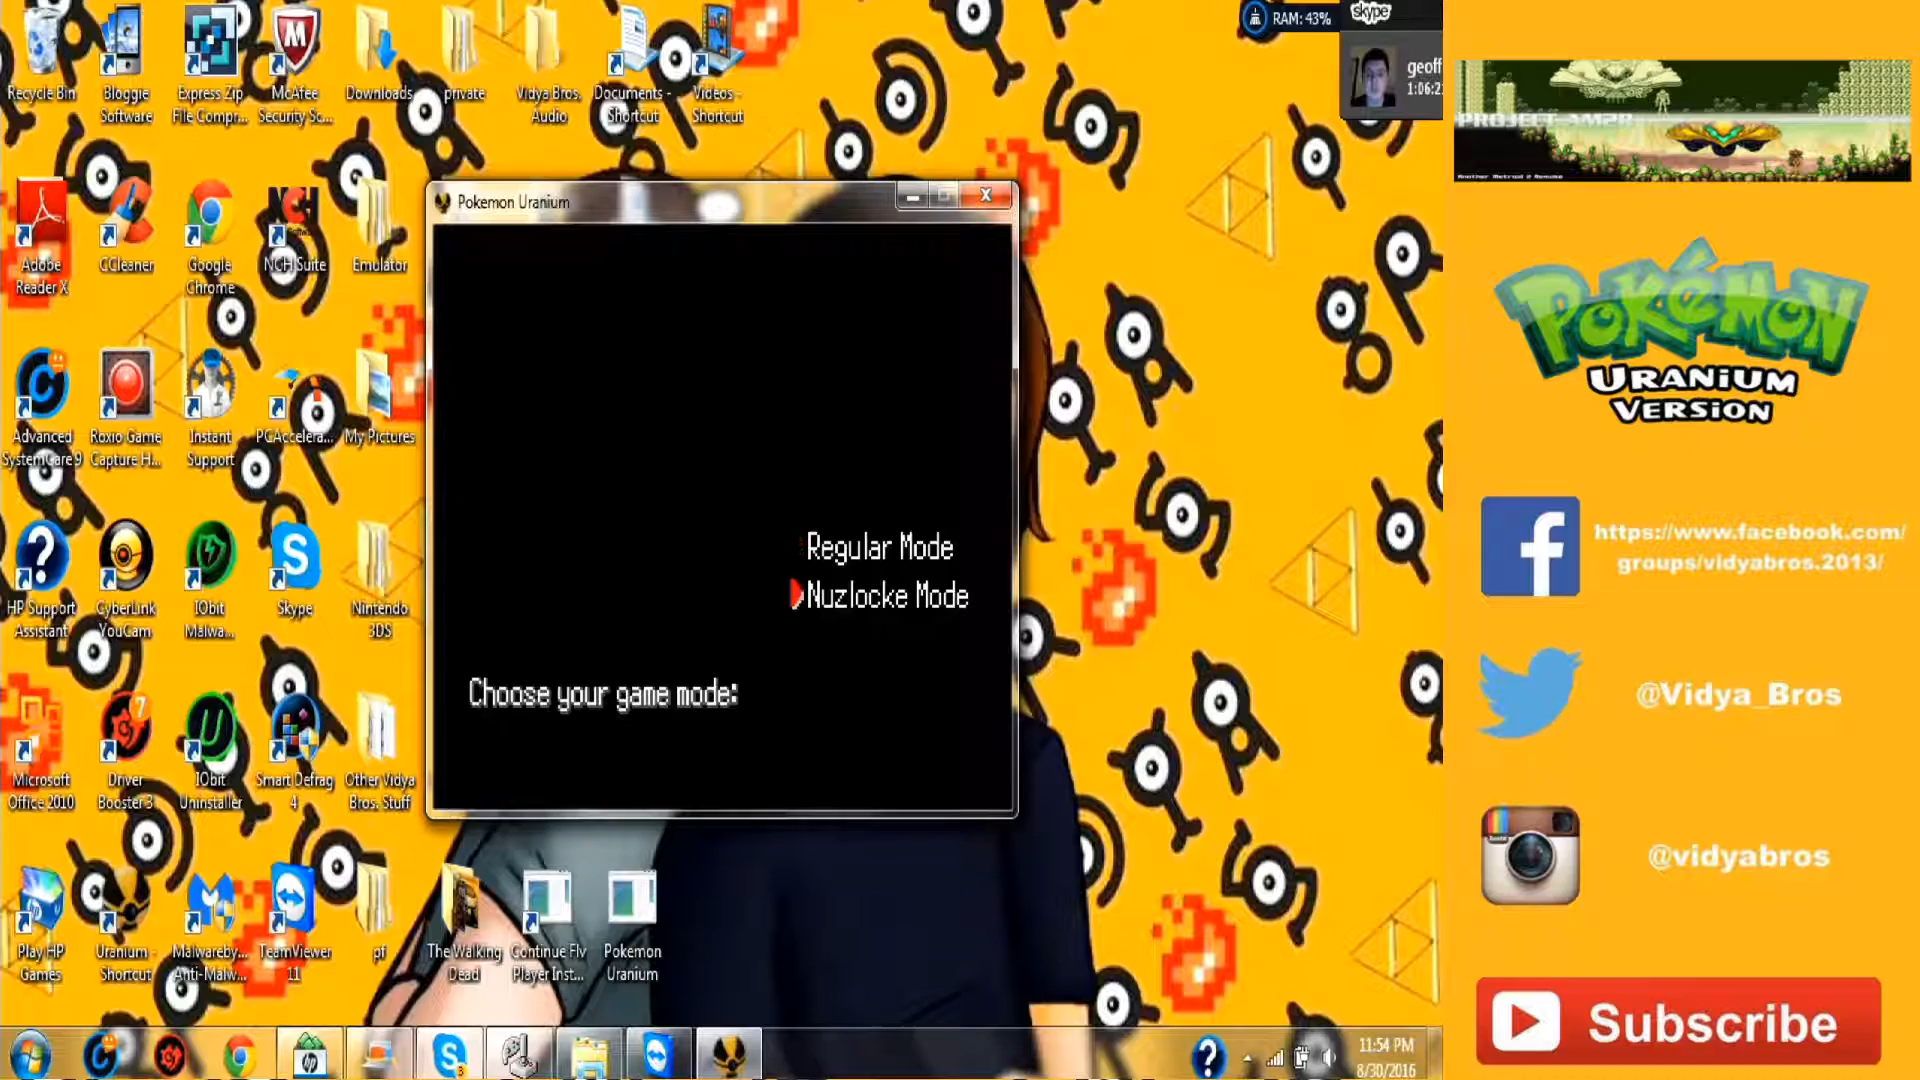 Recycle Bin
Bloggie
Software
Express Zip
File Compr...
McAfee
Security Sc...
Downloads
private
Vidya Bros.
Audio
Documents -
Shortcut
Videos -
Shortcut
RAM: 43%
skype
geoff
1:06:2
PROJECT AM2R
Another Metroid 2 Remake
Adobe
Reader X
CCleaner
Google
Chrome
NCH Suite
Emulator
Pokemon Uranium
Pokémon
Uranium
Version
Advanced
SystemCare 9
Roxio Game
Capture H...
Instant
Support
PCAccelera...
My Pictures
Regular Mode
Nuzlocke Mode
Choose your game mode:
https://www.facebook.com/
groups/vidyabros.2013/
HP Support
Assistant
CyberLink
YouCam
IObit
Malwa...
Skype
Nintendo
3DS
@Vidya_Bros
Microsoft
Office 2010
Driver
Booster 3
IObit
Uninstaller
Smart Defrag
4
Other Vidya
Bros. Stuff
@vidyabros
Play HP
Games
Uranium -
Shortcut
Malwareby...
Anti-Malw...
TeamViewer
11
pf
The Walking
Dead
Continue Flv
Player Inst...
Pokemon
Uranium
Subscribe
11:54 PM
8/30/2016